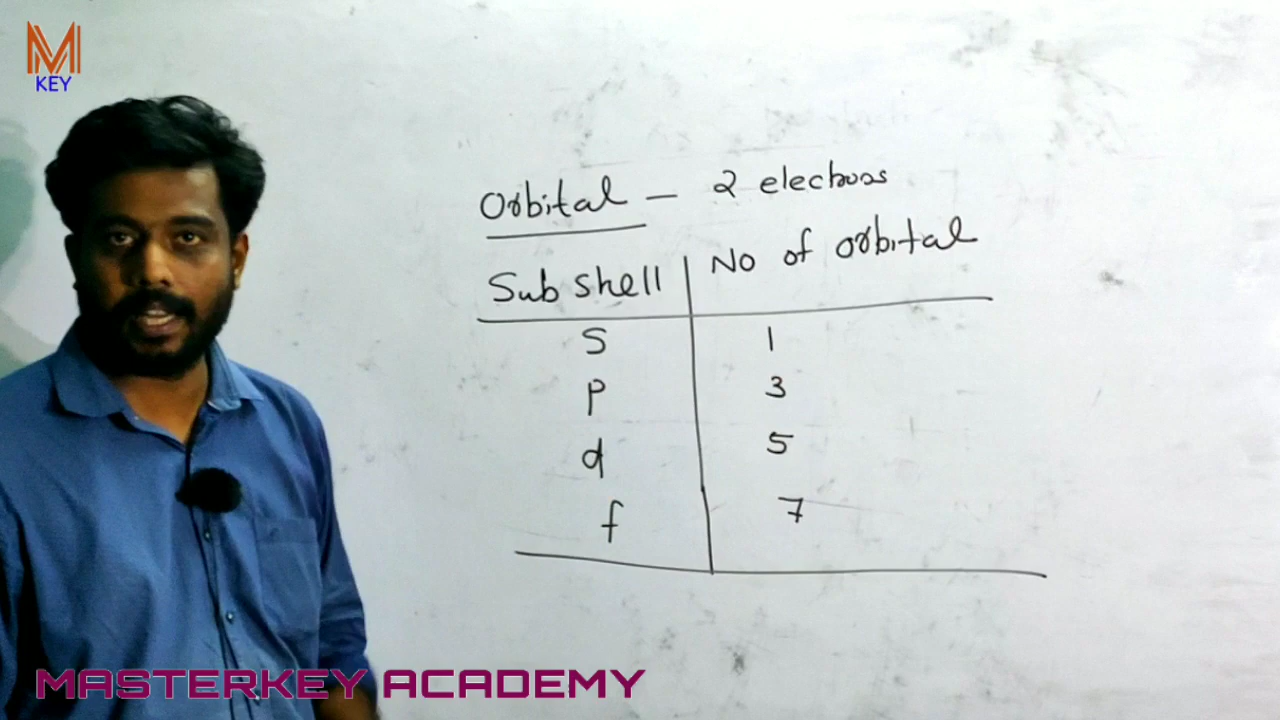 M
KEY
Orbital — 2 electrons
Sub shell | No of orbital
S 1
P 3
d 5
f 7
MASTERKEY ACADEMY